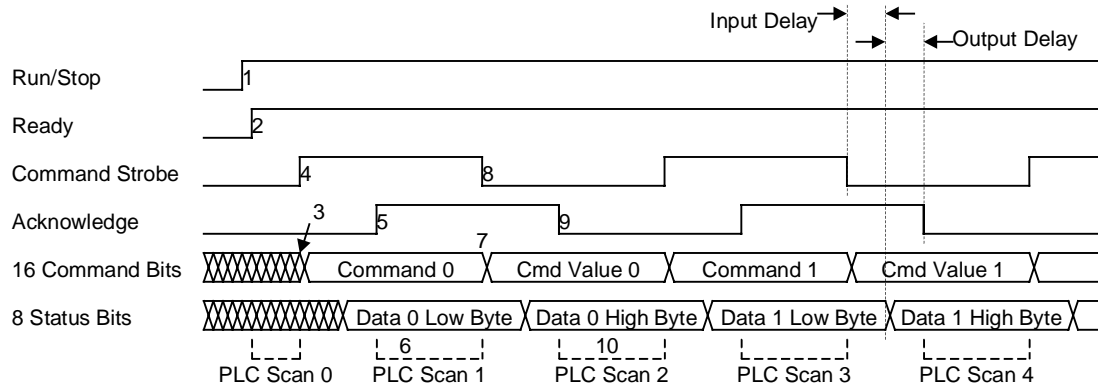 Input Delay
Output Delay
Run/Stop
1
Ready
2
Command Strobe
4
8
Acknowledge
3
5
9
7
16 Command Bits
Command 0
Cmd Value 0
Command 1
Cmd Value 1
8 Status Bits
Data 0 Low Byte
Data 0 High Byte
Data 1 Low Byte
Data 1 High Byte
6
10
PLC Scan 0
PLC Scan 1
PLC Scan 2
PLC Scan 3
PLC Scan 4